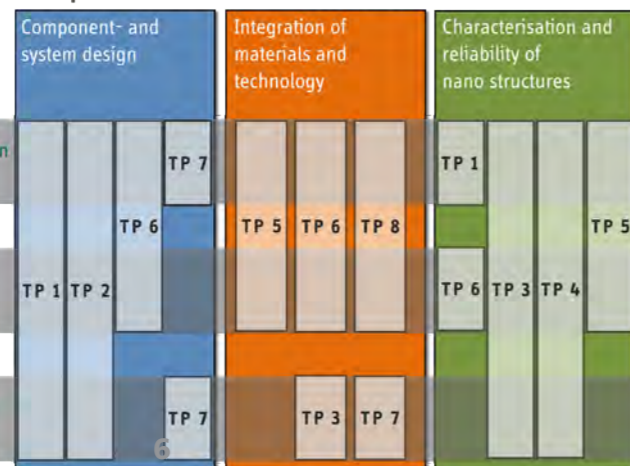 Component- and
system design
Integration of
materials and
technology
Characterisation and
reliability of
nano structures
TP 7
TP 1
TP 6
TP 5
TP 6
TP 8
TP 5
TP 1
TP 2
TP 6
TP 3
TP 4
TP 7
TP 3
TP 7
6